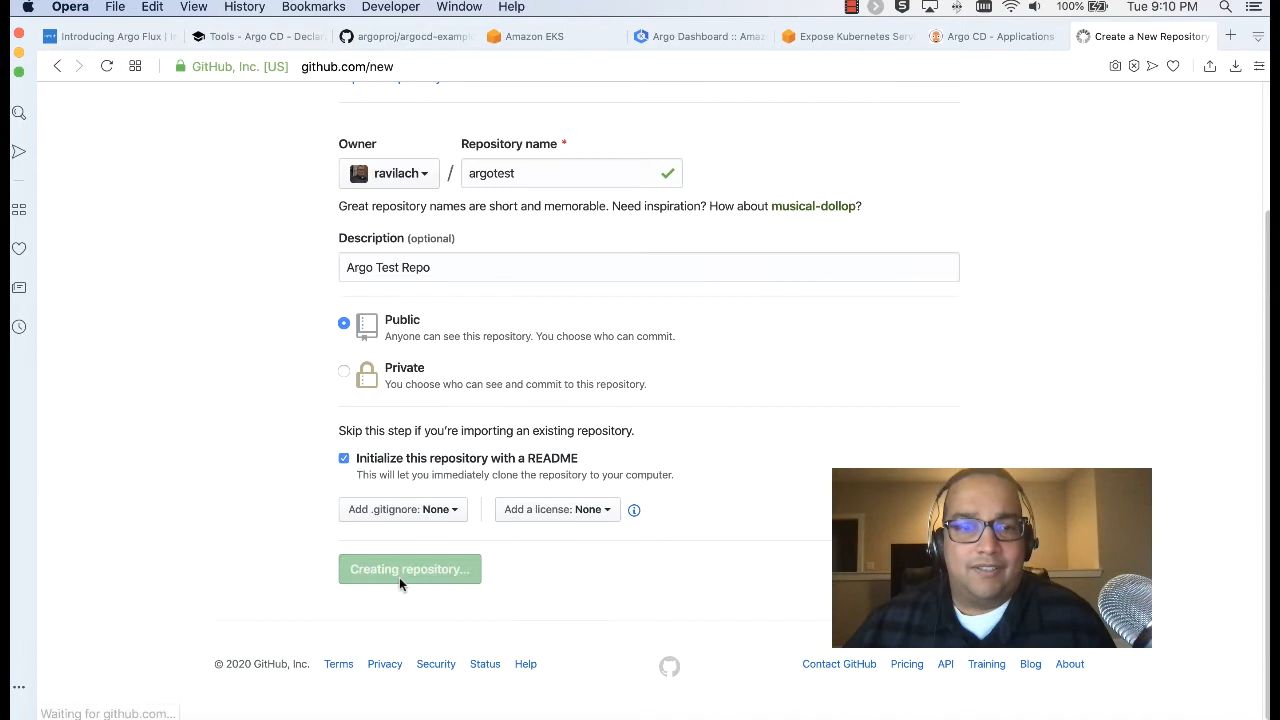 Opera File Edit View History Bookmarks Developer Window Help 100% Tue 9:10 PM
Introducing Argo Flux | In Tools - Argo CD - Declar argoproj/argocd-example Amazon EKS Argo Dashboard :: Amaz Expose Kubernetes Serv Argo CD - Applications Create a New Repository
GitHub, Inc. [US] github.com/new
Owner Repository name *
ravilach / argotest
Great repository names are short and memorable. Need inspiration? How about musical-dollop?
Description (optional)
Argo Test Repo
Public
Anyone can see this repository. You choose who can commit.
Private
You choose who can see and commit to this repository.
Skip this step if you're importing an existing repository.
Initialize this repository with a README
This will let you immediately clone the repository to your computer.
Add .gitignore: None Add a license: None
Creating repository...
© 2020 GitHub, Inc. Terms Privacy Security Status Help Contact GitHub Pricing API Training Blog About
Waiting for github.com...